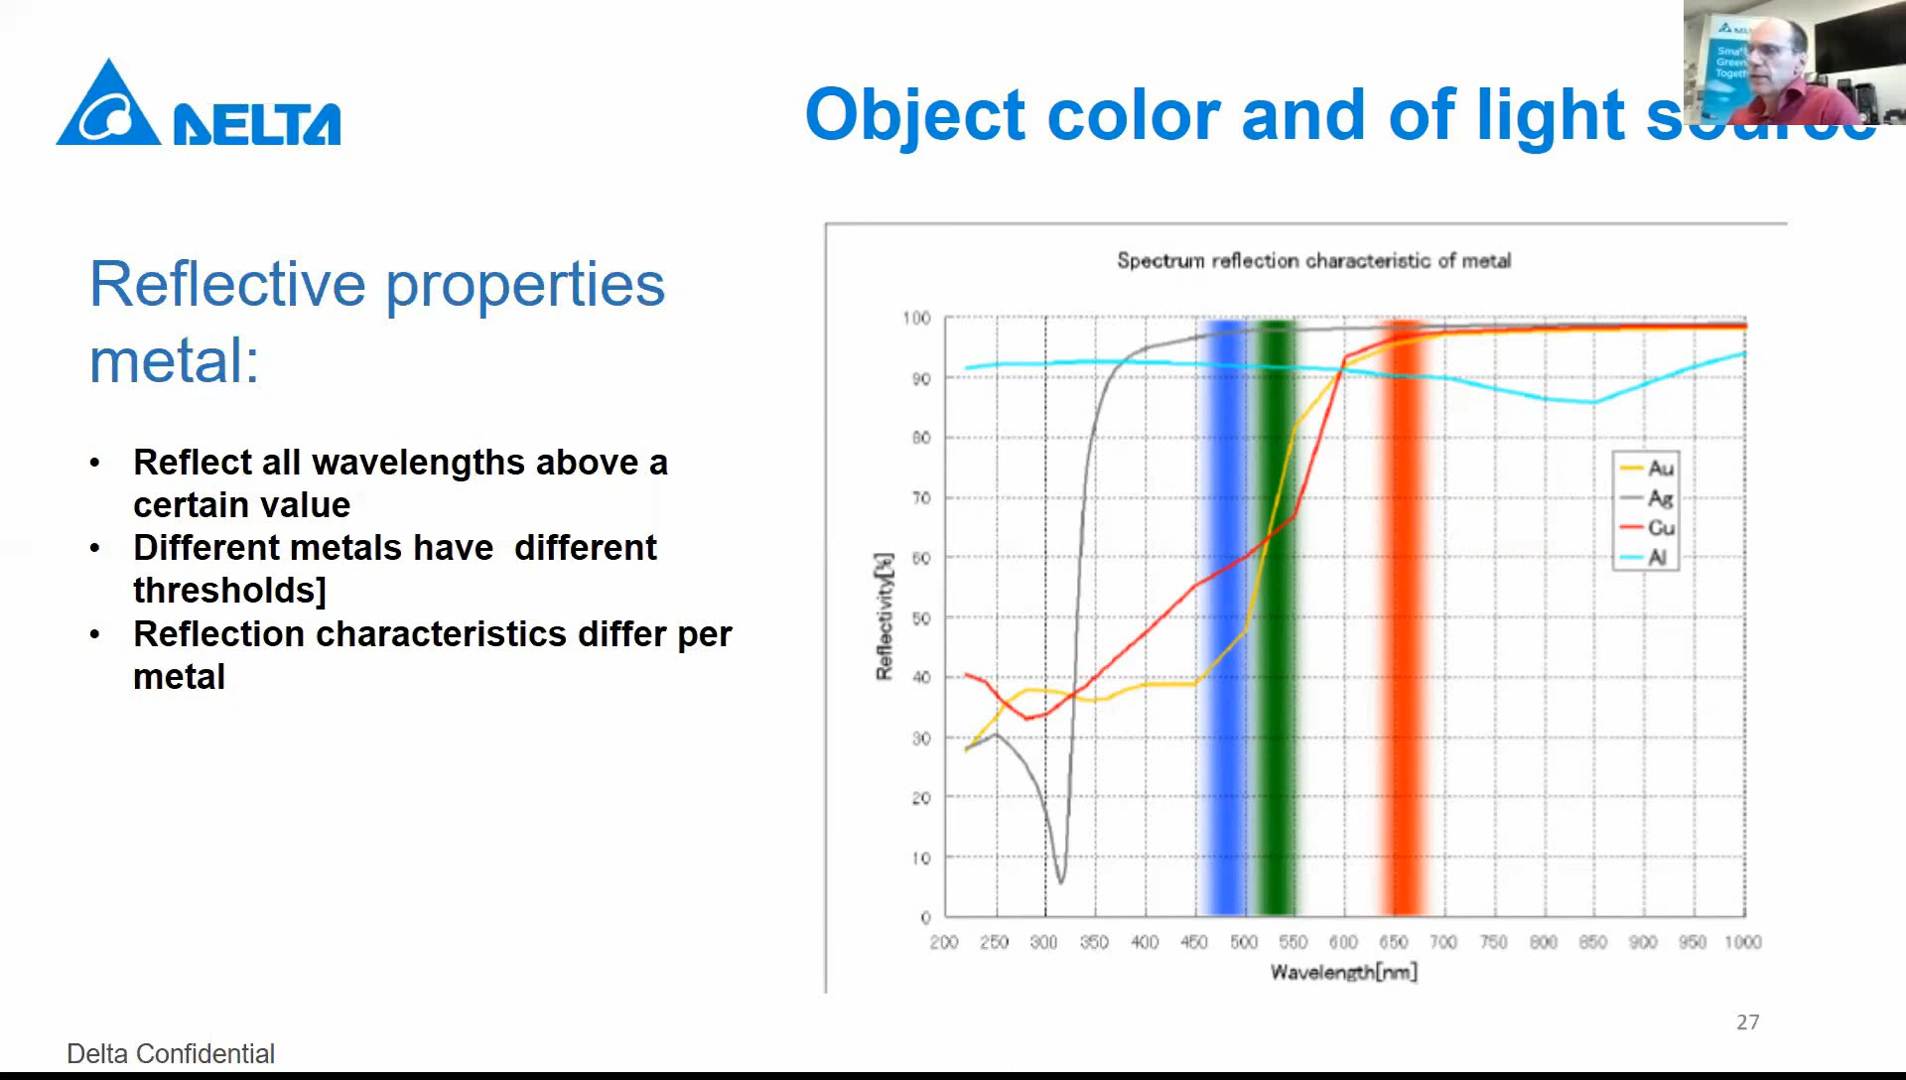 DELTA
Object color and of light source
Smart
Green
Together
Reflective properties
metal:
• Reflect all wavelengths above a
certain value
• Different metals have different
thresholds]
• Reflection characteristics differ per
metal
Spectrum reflection characteristic of metal
100
90
80
70
60
50
40
30
20
10
0
Reflectivity[%]
Au
Ag
Cu
Al
200 250 300 350 400 450 500 550 600 650 700 750 800 850 900 950 1000
Wavelength[nm]
27
Delta Confidential